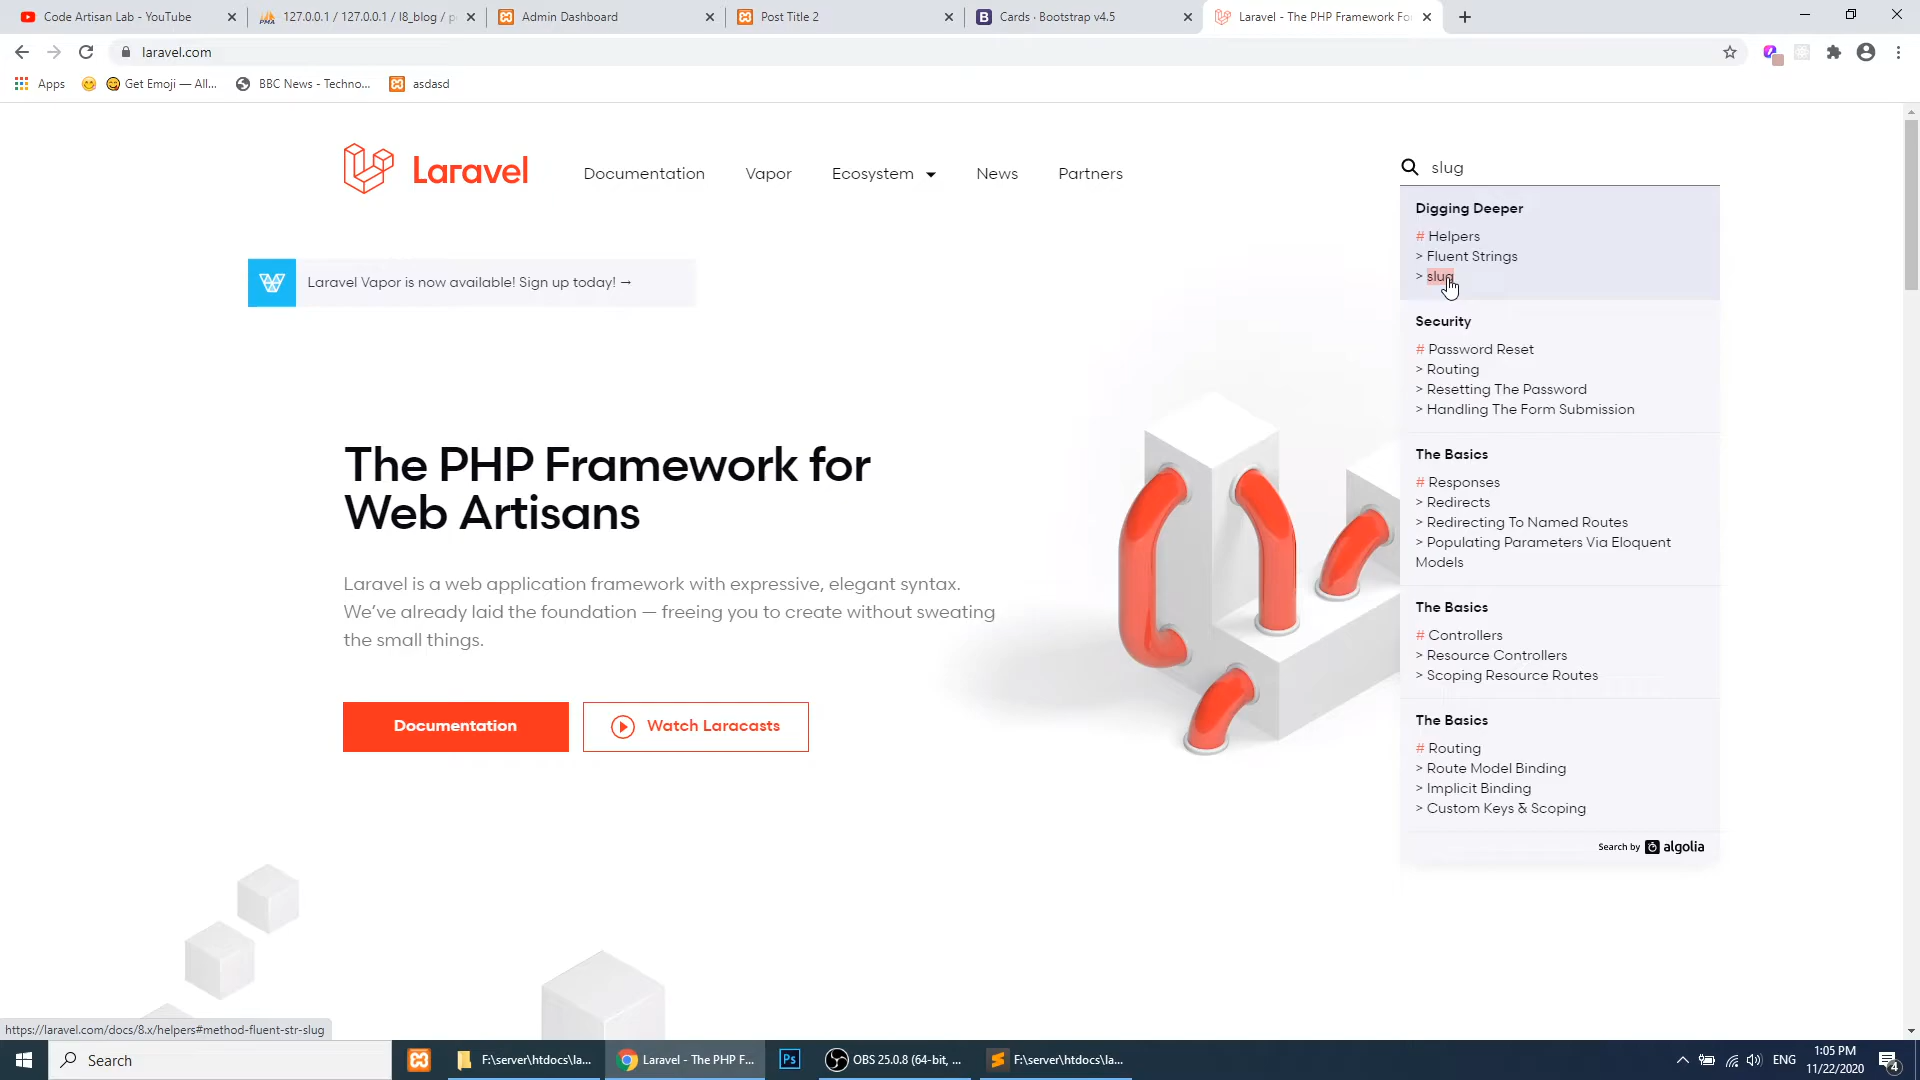 Code Artisan Lab - YouTube
127.0.0.1 / 127.0.0.1 / l8_blog / p
Admin Dashboard
Post Title 2
Cards · Bootstrap v4.5
Laravel - The PHP Framework Fo
laravel.com
Apps
Get Emoji — All...
BBC News - Techno...
asdasd
Laravel
Documentation
Vapor
Ecosystem
News
Partners
slug
Digging Deeper
# Helpers
> Fluent Strings
> slug
Laravel Vapor is now available! Sign up today! →
Security
# Password Reset
> Routing
> Resetting The Password
> Handling The Form Submission
The Basics
# Responses
> Redirects
> Redirecting To Named Routes
> Populating Parameters Via Eloquent
Models
The Basics
# Controllers
> Resource Controllers
> Scoping Resource Routes
The Basics
# Routing
> Route Model Binding
> Implicit Binding
> Custom Keys & Scoping
Search by algolia
The PHP Framework for
Web Artisans
Laravel is a web application framework with expressive, elegant syntax.
We’ve already laid the foundation — freeing you to create without sweating
the small things.
Documentation
Watch Laracasts
https://laravel.com/docs/8.x/helpers#method-fluent-str-slug
Search
F:\server\htdocs\la...
Laravel - The PHP F...
Ps
OBS 25.0.8 (64-bit, ...
F:\server\htdocs\la...
ENG
1:05 PM
11/22/2020
4